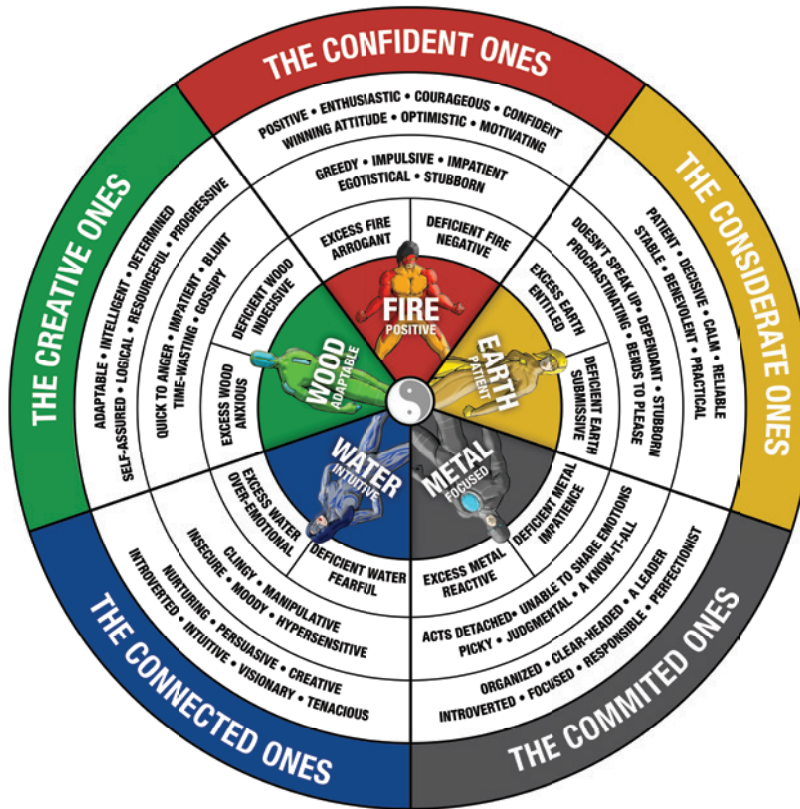 THE CONFIDENT ONES
POSITIVE • ENTHUSIASTIC • COURAGEOUS • CONFIDENT
WINNING ATTITUDE • OPTIMISTIC • MOTIVATING
GREEDY • IMPULSIVE • IMPATIENT
EGOTISTICAL • STUBBORN
EXCESS FIRE
ARROGANT
DEFICIENT FIRE
NEGATIVE
FIRE
POSITIVE
THE CONSIDERATE ONES
PATIENT • DECISIVE • CALM • RELIABLE
STABLE • BENEVOLENT • PRACTICAL
DOESN'T SPEAK UP• DEPENDANT • STUBBORN
PROCRASTINATING • BENDS TO PLEASE
EXCESS EARTH
ENTITLED
DEFICIENT EARTH
SUBMISSIVE
EARTH
PATIENT
THE COMMITED ONES
ORGANIZED • CLEAR-HEADED • A LEADER
INTROVERTED • FOCUSED • RESPONSIBLE • PERFECTIONIST
ACTS DETACHED• UNABLE TO SHARE EMOTIONS
PICKY • JUDGMENTAL • A KNOW-IT-ALL
DEFICIENT METAL
IMPATIENCE
EXCESS METAL
REACTIVE
METAL
FOCUSED
THE CONNECTED ONES
NURTURING • PERSUASIVE • CREATIVE
INTROVERTED • INTUITIVE • VISIONARY • TENACIOUS
CLINGY • MANIPULATIVE
INSECURE • MOODY • HYPERSENSITIVE
EXCESS WATER
OVER-EMOTIONAL
DEFICIENT WATER
FEARFUL
WATER
INTUITIVE
THE CREATIVE ONES
ADAPTABLE • INTELLIGENT • DETERMINED
SELF-ASSURED • LOGICAL • RESOURCEFUL • PROGRESSIVE
QUICK TO ANGER • IMPATIENT • BLUNT
TIME-WASTING • GOSSIPY
DEFICIENT WOOD
INDECISIVE
EXCESS WOOD
ANXIOUS
WOOD
ADAPTABLE